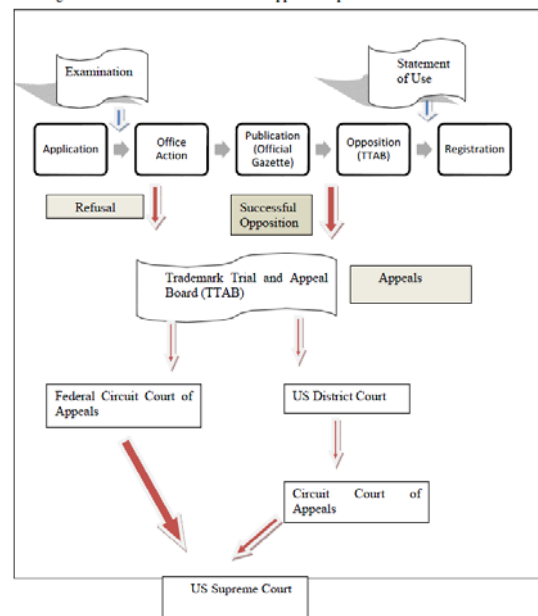 Examination
Statement
of Use
Application
Office
Action
Publication
(Official
Gazette)
Opposition
(TTAB)
Registration
Refusal
Successful
Opposition
Trademark Trial and Appeal
Board (TTAB)
Appeals
Federal Circuit Court of
Appeals
US District Court
Circuit Court of
Appeals
US Supreme Court